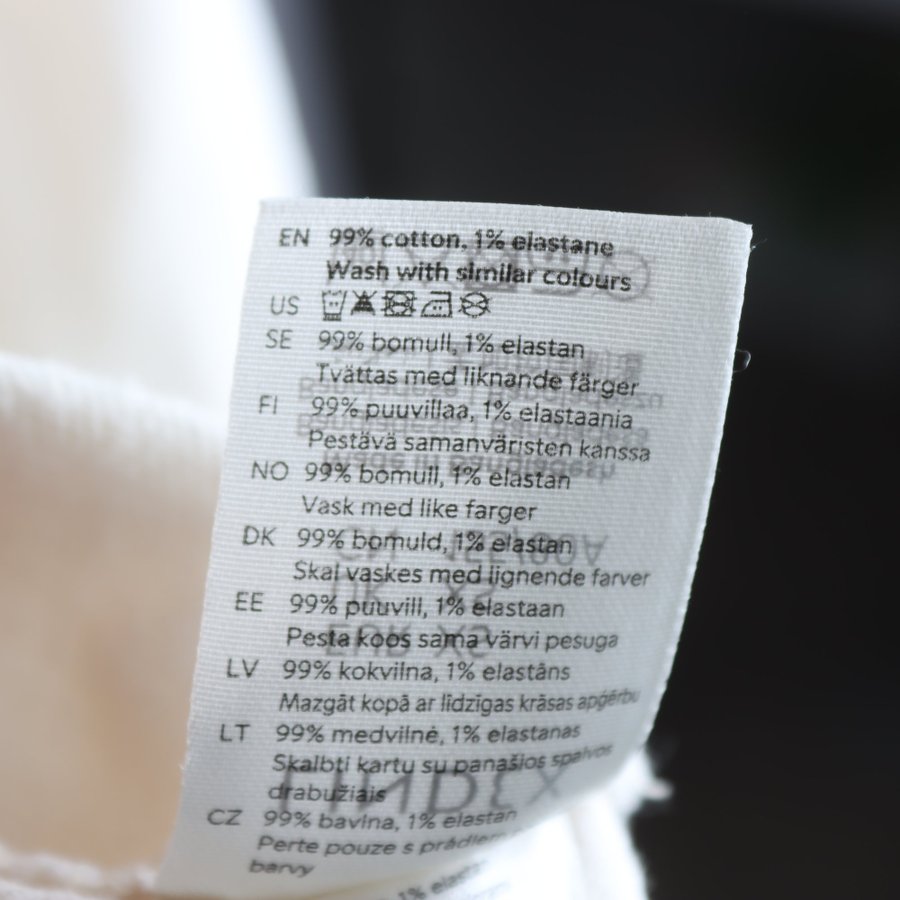 EN 99% cotton, 1% elastane
Wash with similar colours
US
SE 99% bomull, 1% elastan
Tvättas med liknande färger
FI 99% puuvillaa, 1% elastaania
Pestävä samanväristen kanssa
NO 99% bomull, 1% elastan
Vask med like farger
DK 99% bomuld, 1% elastan
Skal vaskes med lignende farver
EE 99% puuvill, 1% elastaan
Pesta koos sama värvi pesuga
LV 99% kokvilna, 1% elastāns
Mazgāt kopā ar līdzīgas krāsas apģērbu
LT 99% medvilnė, 1% elastanas
Skalbti kartu su panašios spalvos
drabužiais
CZ 99% bavlna, 1% elastan
Perte pouze s prádlem
barvy